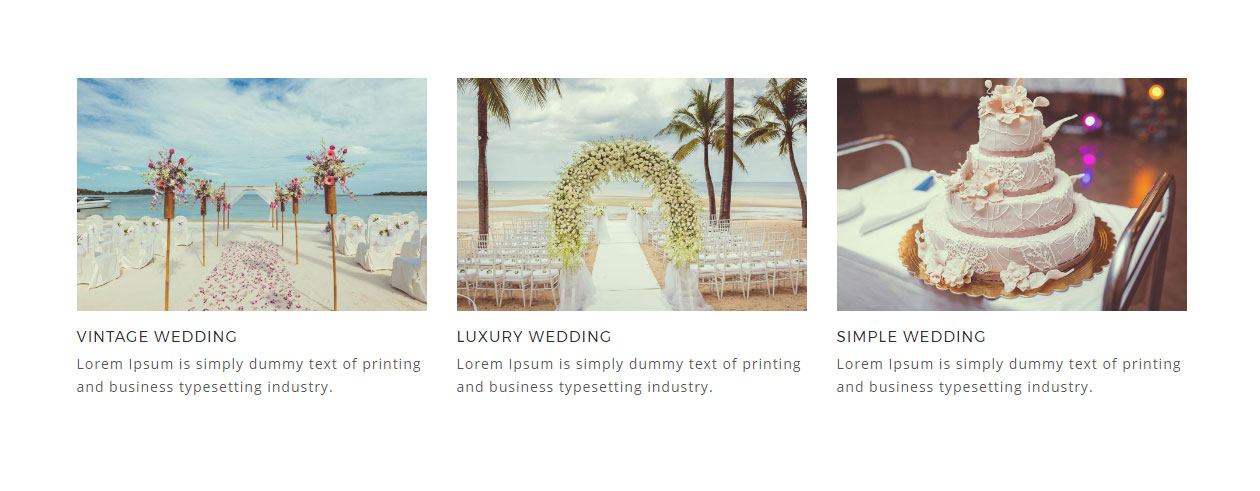 VINTAGE WEDDING
Lorem Ipsum is simply dummy text of printing
and business typesetting industry.
LUXURY WEDDING
Lorem Ipsum is simply dummy text of printing
and business typesetting industry.
SIMPLE WEDDING
Lorem Ipsum is simply dummy text of printing
and business typesetting industry.